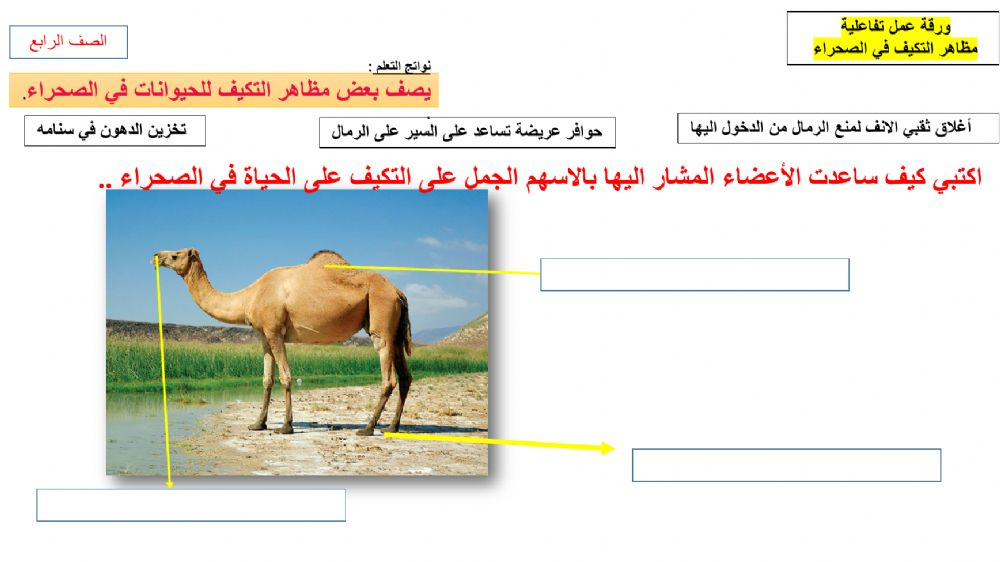 ورقة عمل تفاعلية
مظاهر التكيف في الصحراء
الصف الرابع
نواتج التعلم :
يصف بعض مظاهر التكيف للحيوانات في الصحراء.
أغلاق ثقبي الانف لمنع الرمال من الدخول اليها
حوافر عريضة تساعد على السير على الرمال
تخزين الدهون في سنامه
اكتبي كيف ساعدت الأعضاء المشار اليها بالاسهم الجمل على التكيف على الحياة في الصحراء ..